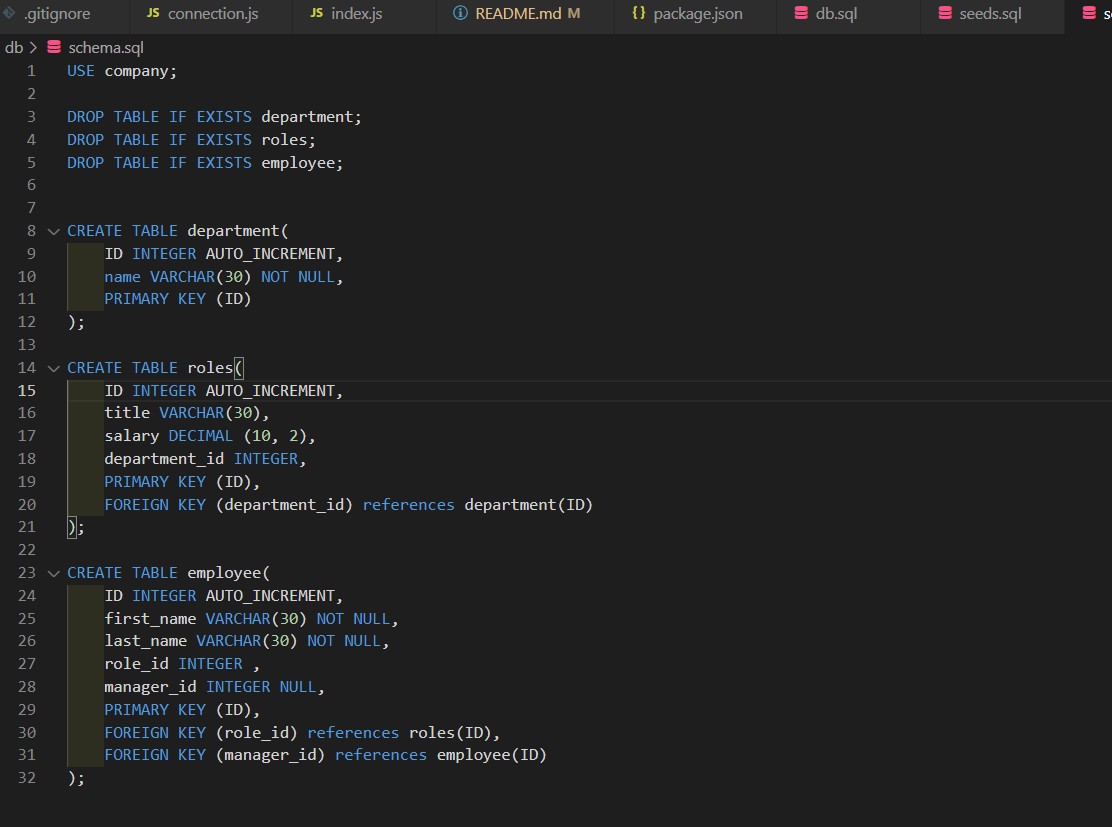 .gitignore JS connection.js JS index.js README.md M {} package.json db.sql seeds.sql
db > schema.sql
1 USE company;
2
3 DROP TABLE IF EXISTS department;
4 DROP TABLE IF EXISTS roles;
5 DROP TABLE IF EXISTS employee;
6
7
8 CREATE TABLE department(
9 ID INTEGER AUTO_INCREMENT,
10 name VARCHAR(30) NOT NULL,
11 PRIMARY KEY (ID)
12 );
13
14 CREATE TABLE roles(
15 ID INTEGER AUTO_INCREMENT,
16 title VARCHAR(30),
17 salary DECIMAL (10, 2),
18 department_id INTEGER,
19 PRIMARY KEY (ID),
20 FOREIGN KEY (department_id) references department(ID)
21 );
22
23 CREATE TABLE employee(
24 ID INTEGER AUTO_INCREMENT,
25 first_name VARCHAR(30) NOT NULL,
26 last_name VARCHAR(30) NOT NULL,
27 role_id INTEGER ,
28 manager_id INTEGER NULL,
29 PRIMARY KEY (ID),
30 FOREIGN KEY (role_id) references roles(ID),
31 FOREIGN KEY (manager_id) references employee(ID)
32 );